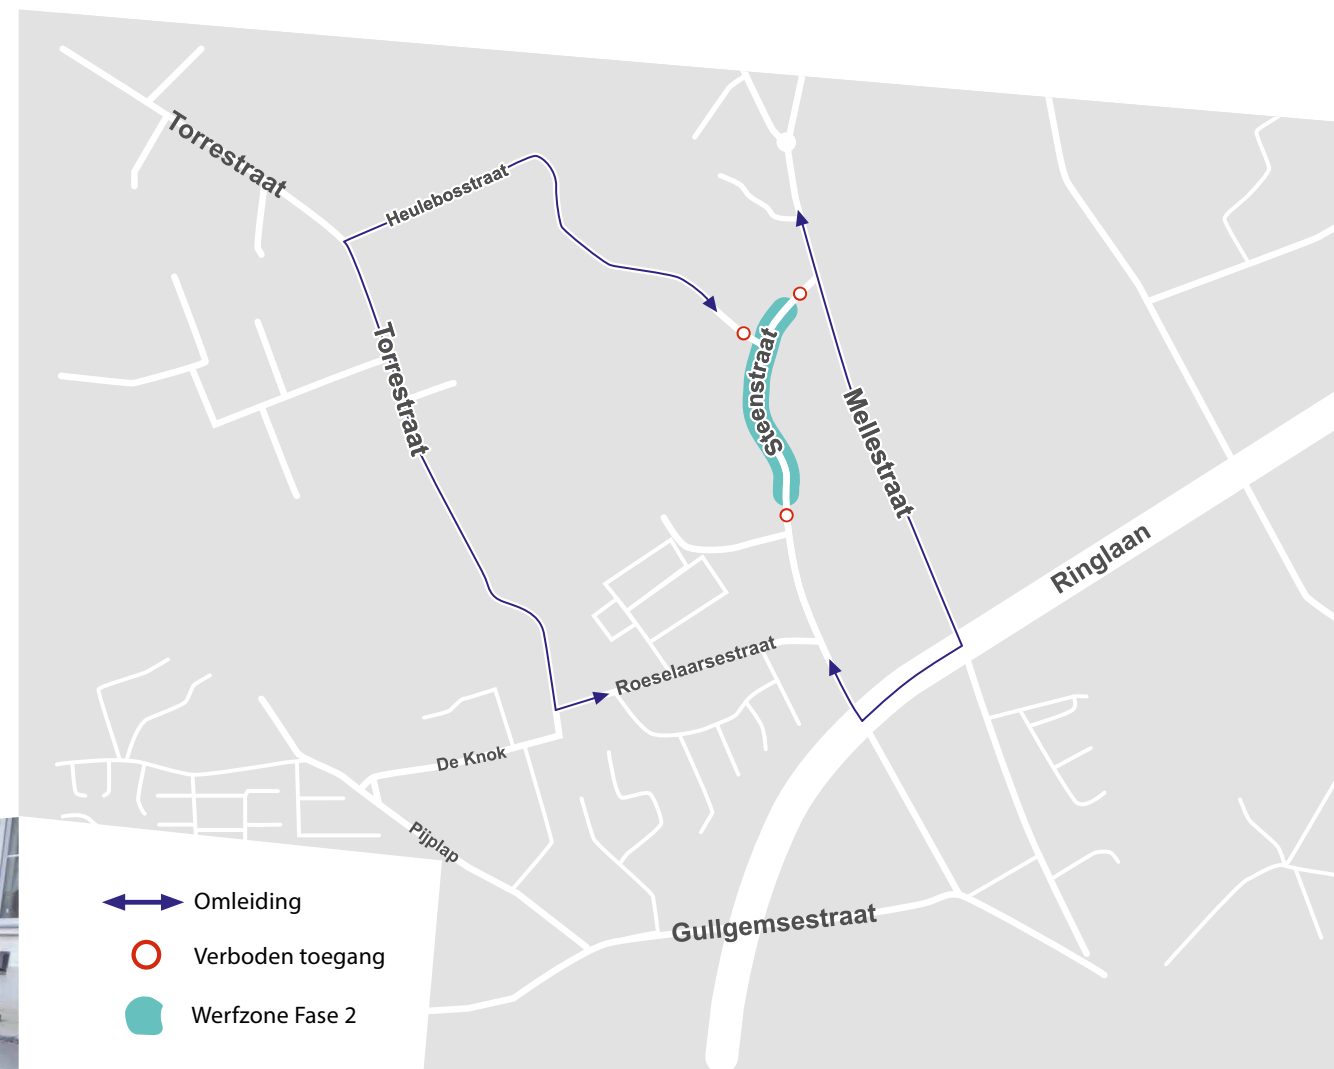 Torrestraat
Heulebosstraat
Torrestraat
Steenstraat
Mellestraat
Ringlaan
Roeselaarsestraat
De Knok
Pijplap
Gullgemsestraat
Omleiding
Verboden toegang
Werfzone Fase 2